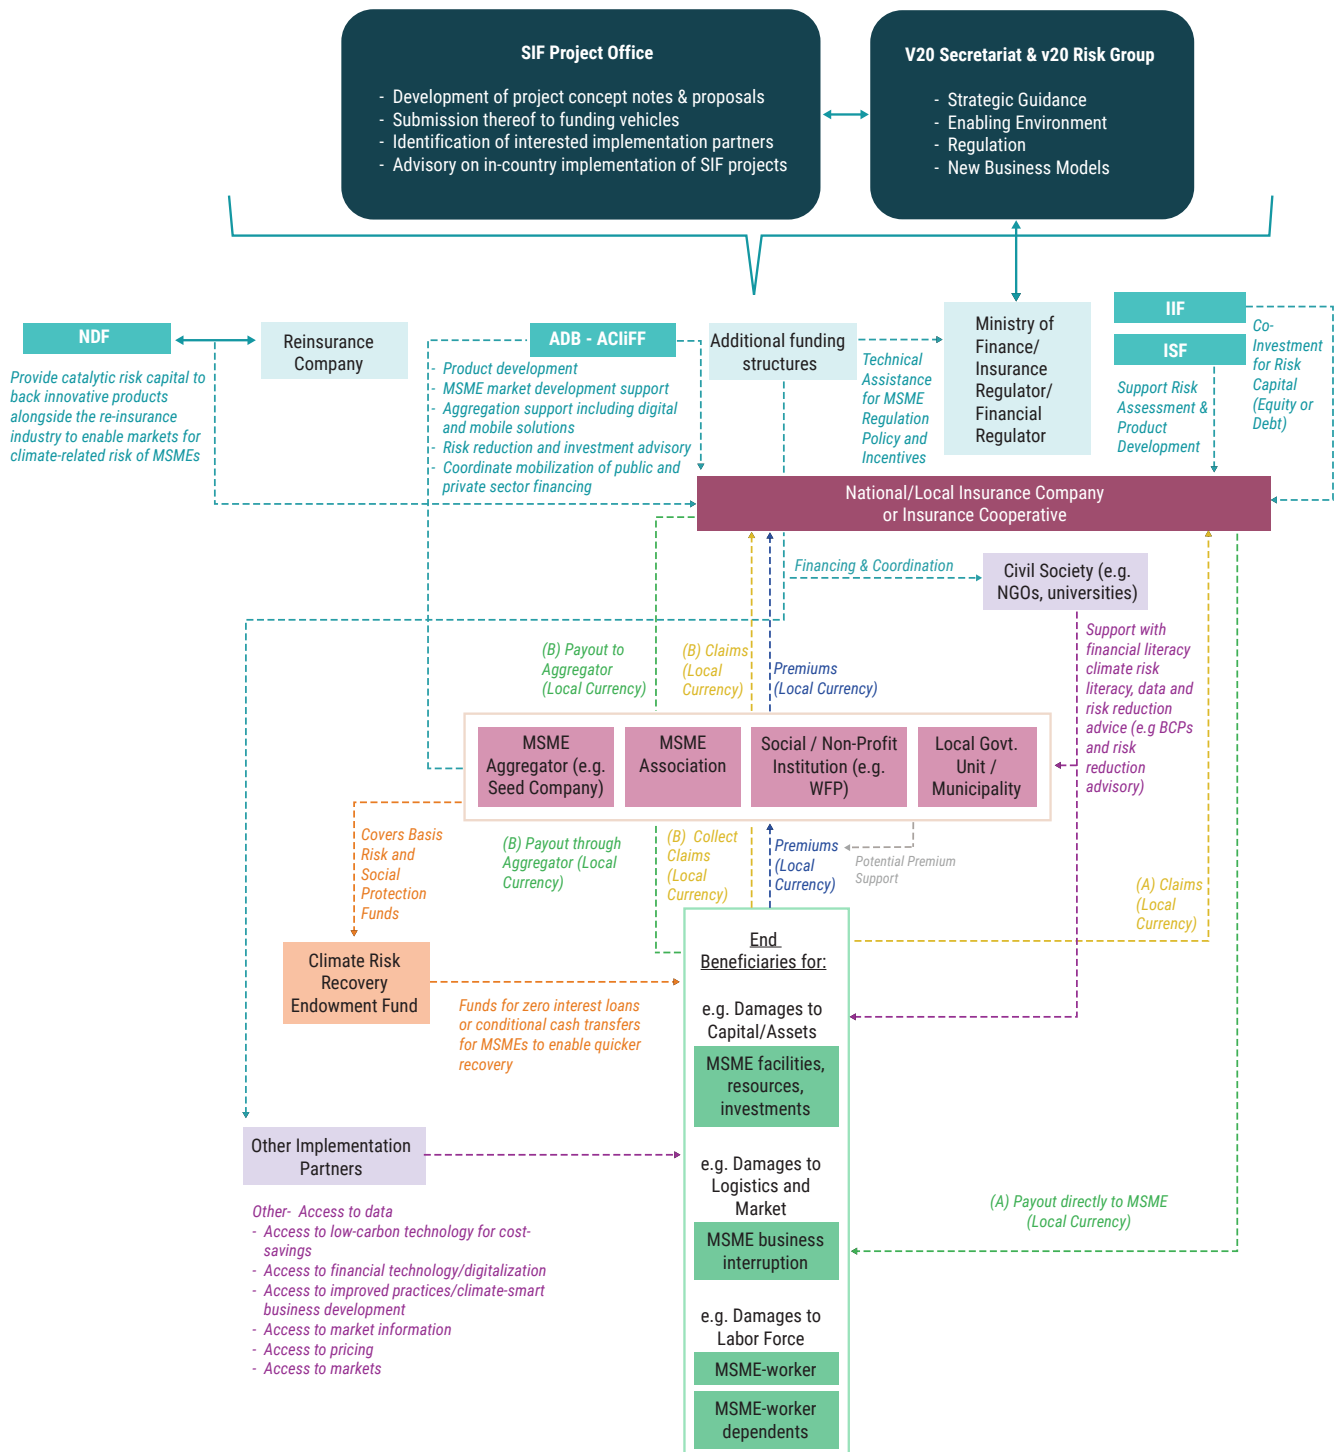 SIF Project Office
- Development of project concept notes & proposals
- Submission thereof to funding vehicles
- Identification of interested implementation partners
- Advisory on in-country implementation of SIF projects
V20 Secretariat & v20 Risk Group
- Strategic Guidance
- Enabling Environment
- Regulation
- New Business Models
NDF
Reinsurance
Company
Provide catalytic risk capital to
back innovative products
alongside the re-insurance
industry to enable markets for
climate-related risk of MSMEs
ADB - ACliFF
- Product development
- MSME market development support
- Aggregation support including digital
and mobile solutions
- Risk reduction and investment advisory
- Coordinate mobilization of public and
private sector financing
Additional funding
structures
Technical
Assistance
for MSME
Regulation
Policy and
Incentives
Ministry of
Finance/
Insurance
Regulator/
Financial
Regulator
IIF
ISF
Support Risk
Assessment &
Product
Development
Co-
Investment
for Risk
Capital
(Equity or
Debt)
National/Local Insurance Company
or Insurance Cooperative
Financing & Coordination
Civil Society (e.g.
NGOs, universities)
Support with
financial literacy
climate risk
literacy, data and
risk reduction
advice (e.g BCPs
and risk
reduction
advisory)
(B) Payout to
Aggregator
(Local Currency)
(B) Claims
(Local
Currency)
Premiums
(Local Currency)
MSME
Aggregator (e.g.
Seed Company)
MSME
Association
Social / Non-Profit
Institution (e.g.
WFP)
Local Govt.
Unit /
Municipality
Covers Basis
Risk and
Social
Protection
Funds
(B) Payout through
Aggregator (Local
Currency)
(B) Collect
Claims
(Local
Currency)
Premiums
(Local
Currency)
Potential Premium
Support
(A) Claims
(Local
Currency)
Climate Risk
Recovery
Endowment Fund
Funds for zero interest loans
or conditional cash transfers
for MSMEs to enable quicker
recovery
End
Beneficiaries for:
e.g. Damages to
Capital/Assets
MSME facilities,
resources,
investments
e.g. Damages to
Logistics and
Market
MSME business
interruption
e.g. Damages to
Labor Force
MSME-worker
MSME-worker
dependents
Other Implementation
Partners
Other- Access to data
- Access to low-carbon technology for cost-
savings
- Access to financial technology/digitalization
- Access to improved practices/climate-smart
business development
- Access to market information
- Access to pricing
- Access to markets
(A) Payout directly to MSME
(Local Currency)